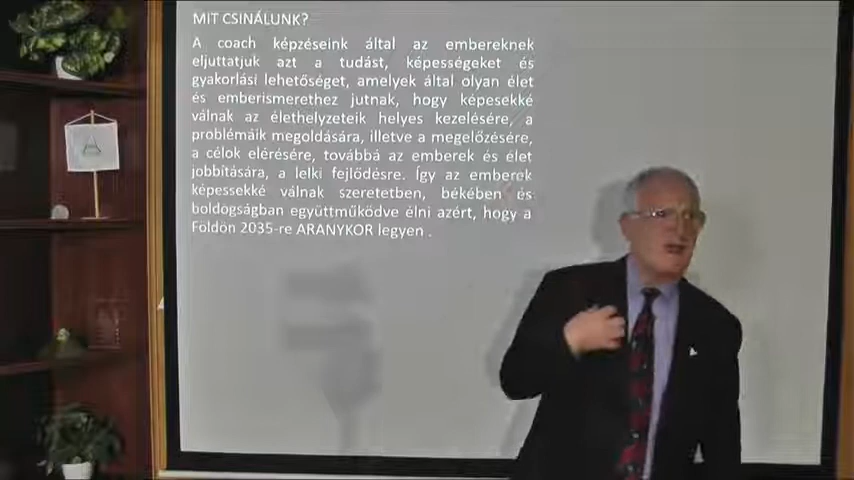 MIT CSINÁLUNK?
A coach képzéseink által az embereknek
eljuttatjuk azt a tudást, képességeket és
gyakorlási lehetőséget, amelyek által olyan élet
és emberismerethez jutnak, hogy képesekké
válnak az élethelyzeteik helyes kezelésére, a
problémáik megoldására, illetve a megelőzésére,
a célok elérésére, továbbá az emberek és élet
jobbítására, a lelki fejlődésre. Így az emberek
képessekké válnak szeretetben, békében és
boldogságban együttműködve élni azért, hogy a
Földön 2035-re ARANYKOR legyen .